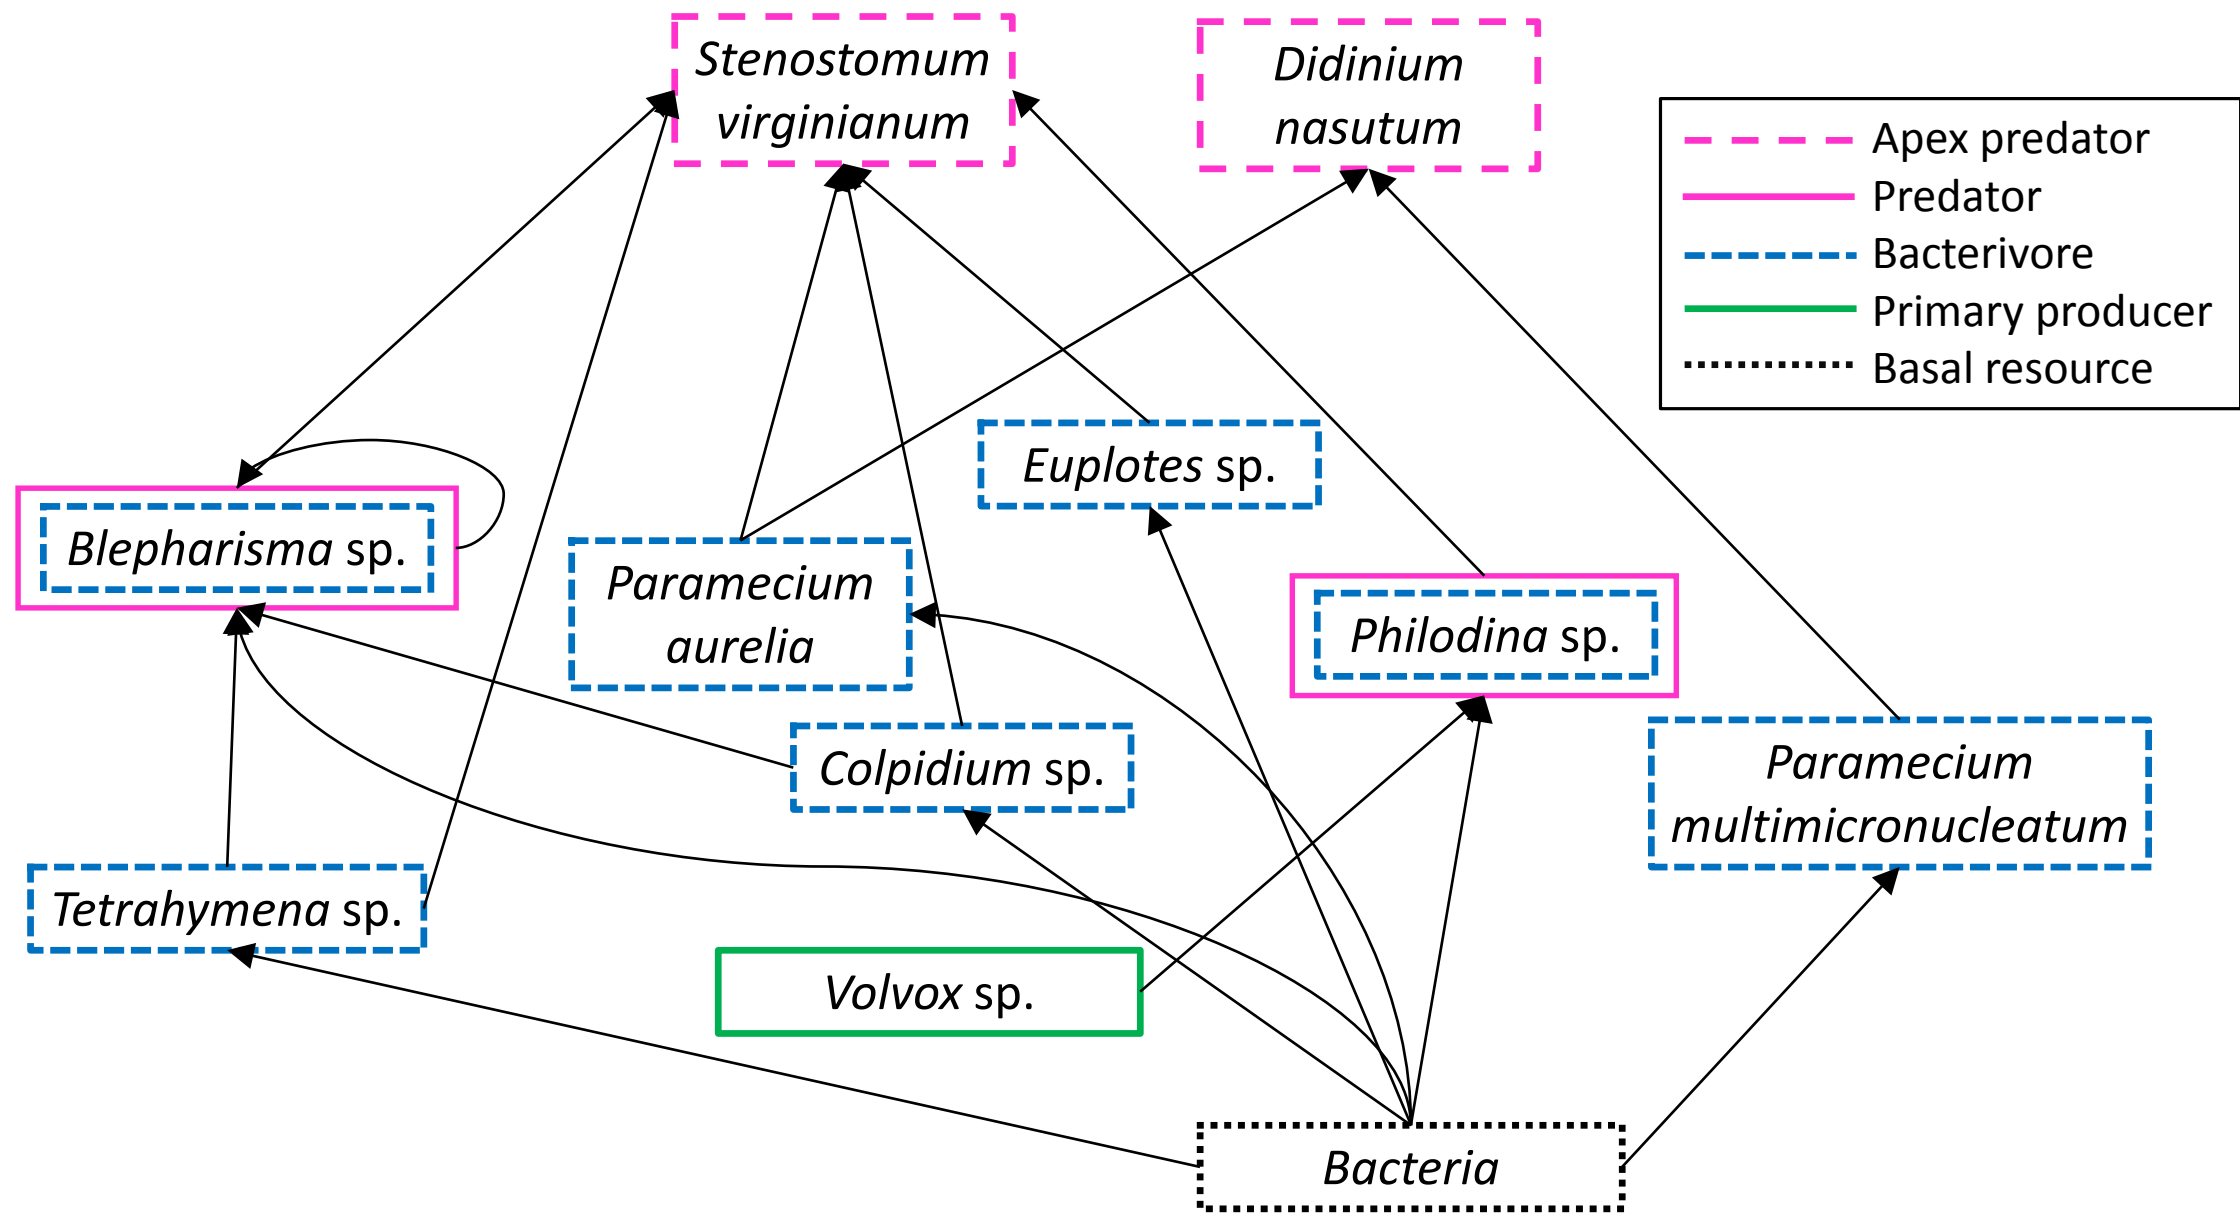 Stenostomum
virginianum
Didinium
nasutum
Apex predator
Predator
Bacterivore
Primary producer
Basal resource
Euplotes sp.
Blepharisma sp.
Paramecium
aurelia
Philodina sp.
Colpidium sp.
Paramecium
multimicronucleatum
Tetrahymena sp.
Volvox sp.
Bacteria